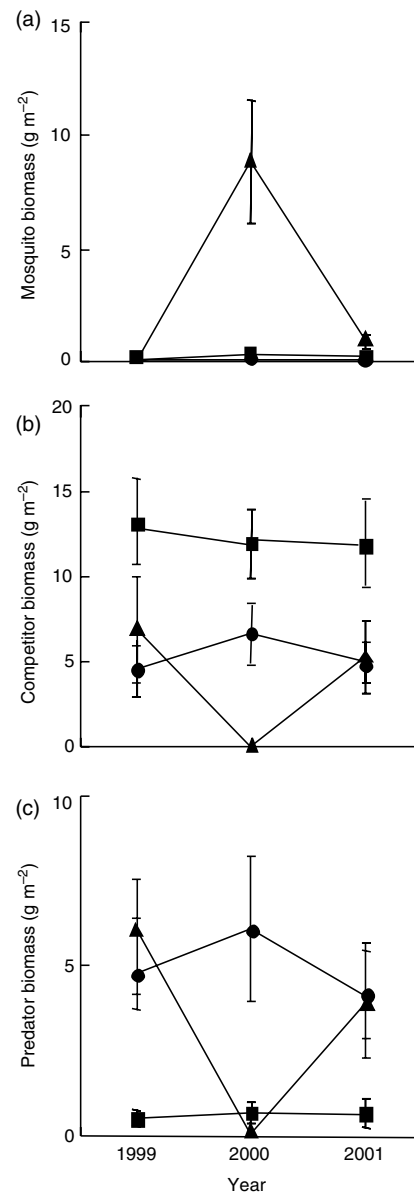 (a)
Mosquito biomass (g m⁻²)
15
10
5
0
(b)
Competitor biomass (g m⁻²)
20
15
10
5
0
(c)
Predator biomass (g m⁻²)
10
5
0
1999 2000 2001
Year